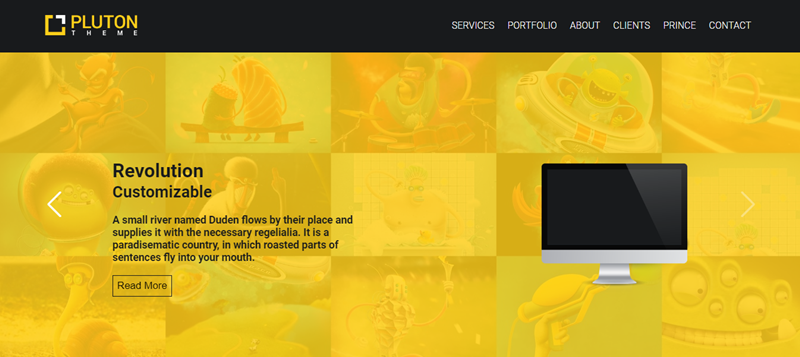 PLUTON
THEME
SERVICES PORTFOLIO ABOUT CLIENTS PRINCE CONTACT
Revolution
Customizable
A small river named Duden flows by their place and
supplies it with the necessary regelialia. It is a
paradisematic country, in which roasted parts of
sentences fly into your mouth.
Read More